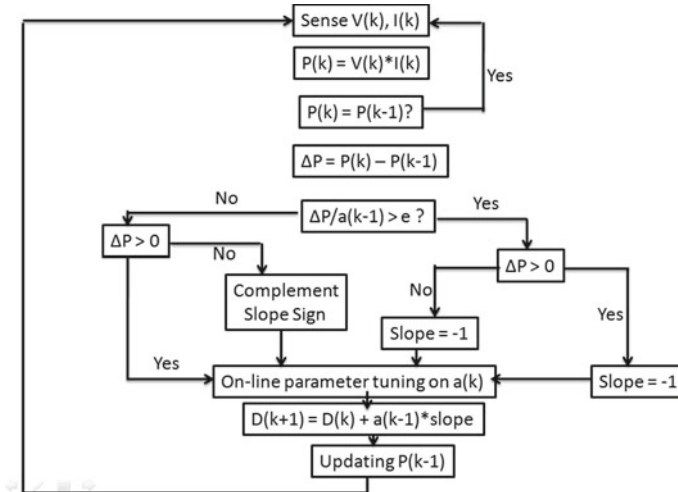 Sense V(k), I(k)
P(k) = V(k)*I(k)
Yes
P(k) = P(k-1)?
ΔP = P(k) – P(k-1)
No
ΔP/a(k-1) > e ?
Yes
ΔP > 0
No
ΔP > 0
Complement
Slope Sign
No
Yes
Slope = -1
Yes
On-line parameter tuning on a(k)
Slope = -1
D(k+1) = D(k) + a(k-1)*slope
Updating P(k-1)